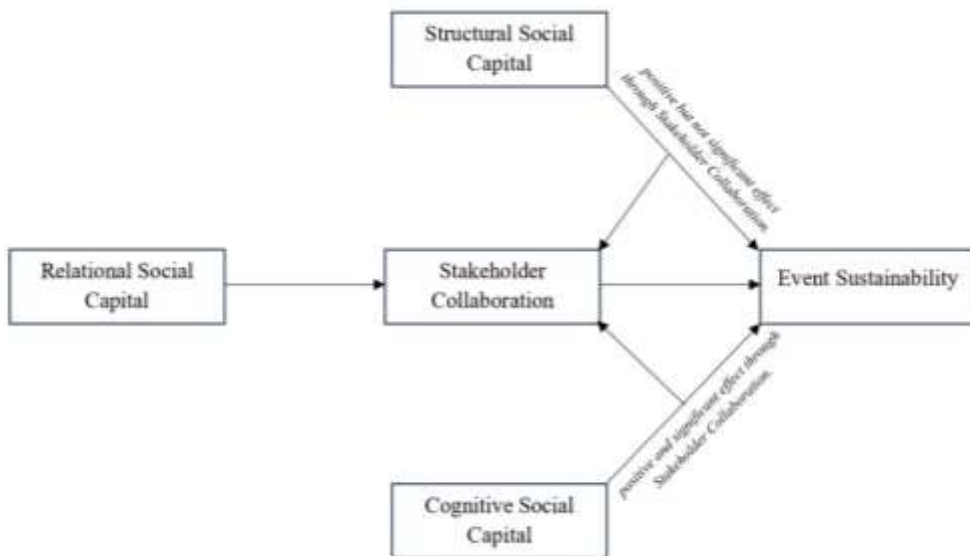 Structural Social
Capital
positive but not significant effect
through Stakeholder Collaboration.
Relational Social
Capital
Stakeholder
Collaboration
Event Sustainability
positive and significant effect through
Stakeholder Collaboration.
Cognitive Social
Capital